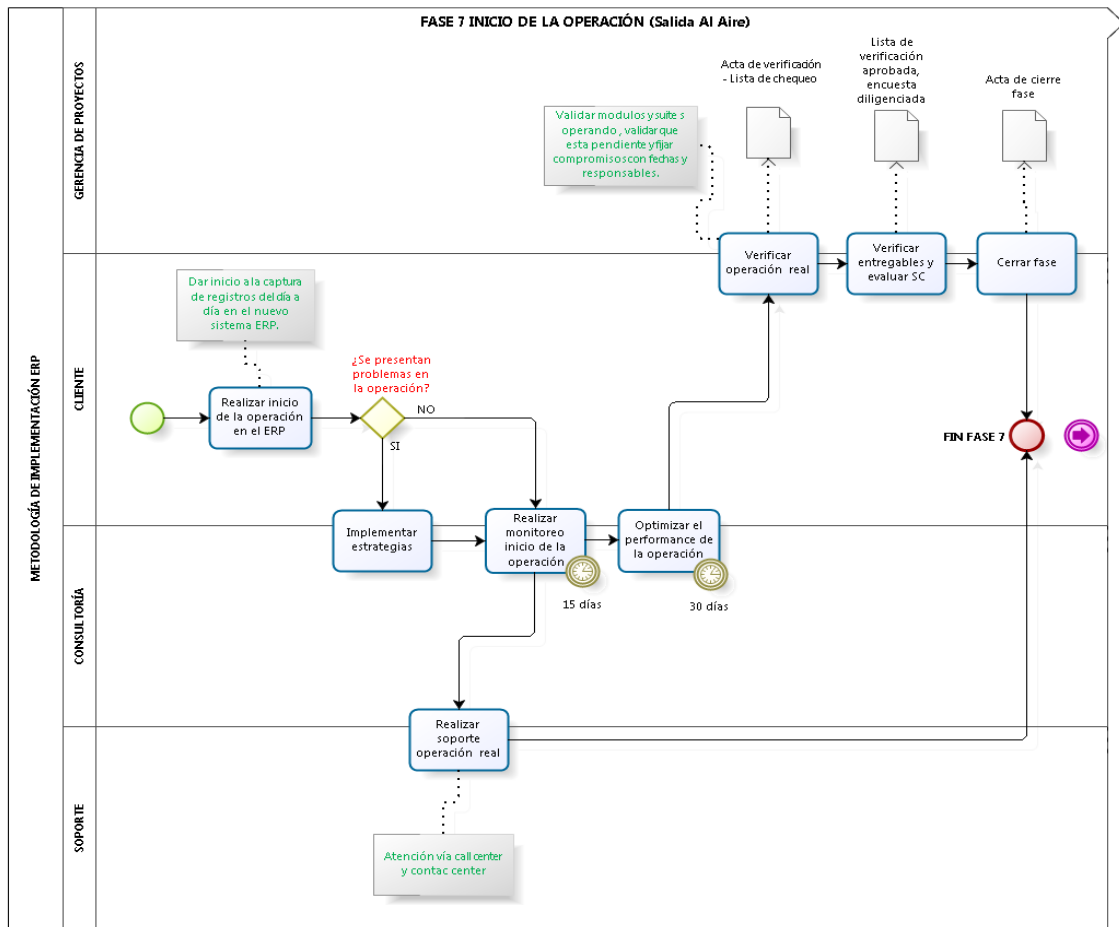 FASE 7 INICIO DE LA OPERACIÓN (Salida Al Aire)
METODOLOGÍA DE IMPLEMENTACIÓN ERP
GERENCIA DE PROYECTOS
Validar modulos y suite s
operando , validar que
esta pendiente y fijar
compromisos con fechas y
responsables.
Acta de verificación
- Lista de chequeo
Lista de
verificación
aprobada,
encuesta
diligenciada
Acta de cierre
fase
Verificar
operación real
Verificar
entregables y
evaluar SC
Cerrar fase
CLIENTE
Dar inicio a la captura
de registros del día a
día en el nuevo
sistema ERP.
Realizar inicio
de la operación
en el ERP
¿Se presentan
problemas en
la operación?
NO
SI
FIN FASE 7
Implementar
estrategias
Realizar
monitoreo
inicio de la
operación
15 días
Optimizar el
performance de
la operación
30 días
CONSULTORÍA
Realizar
soporte
operación real
SOPORTE
Atención vía call center
y contac center